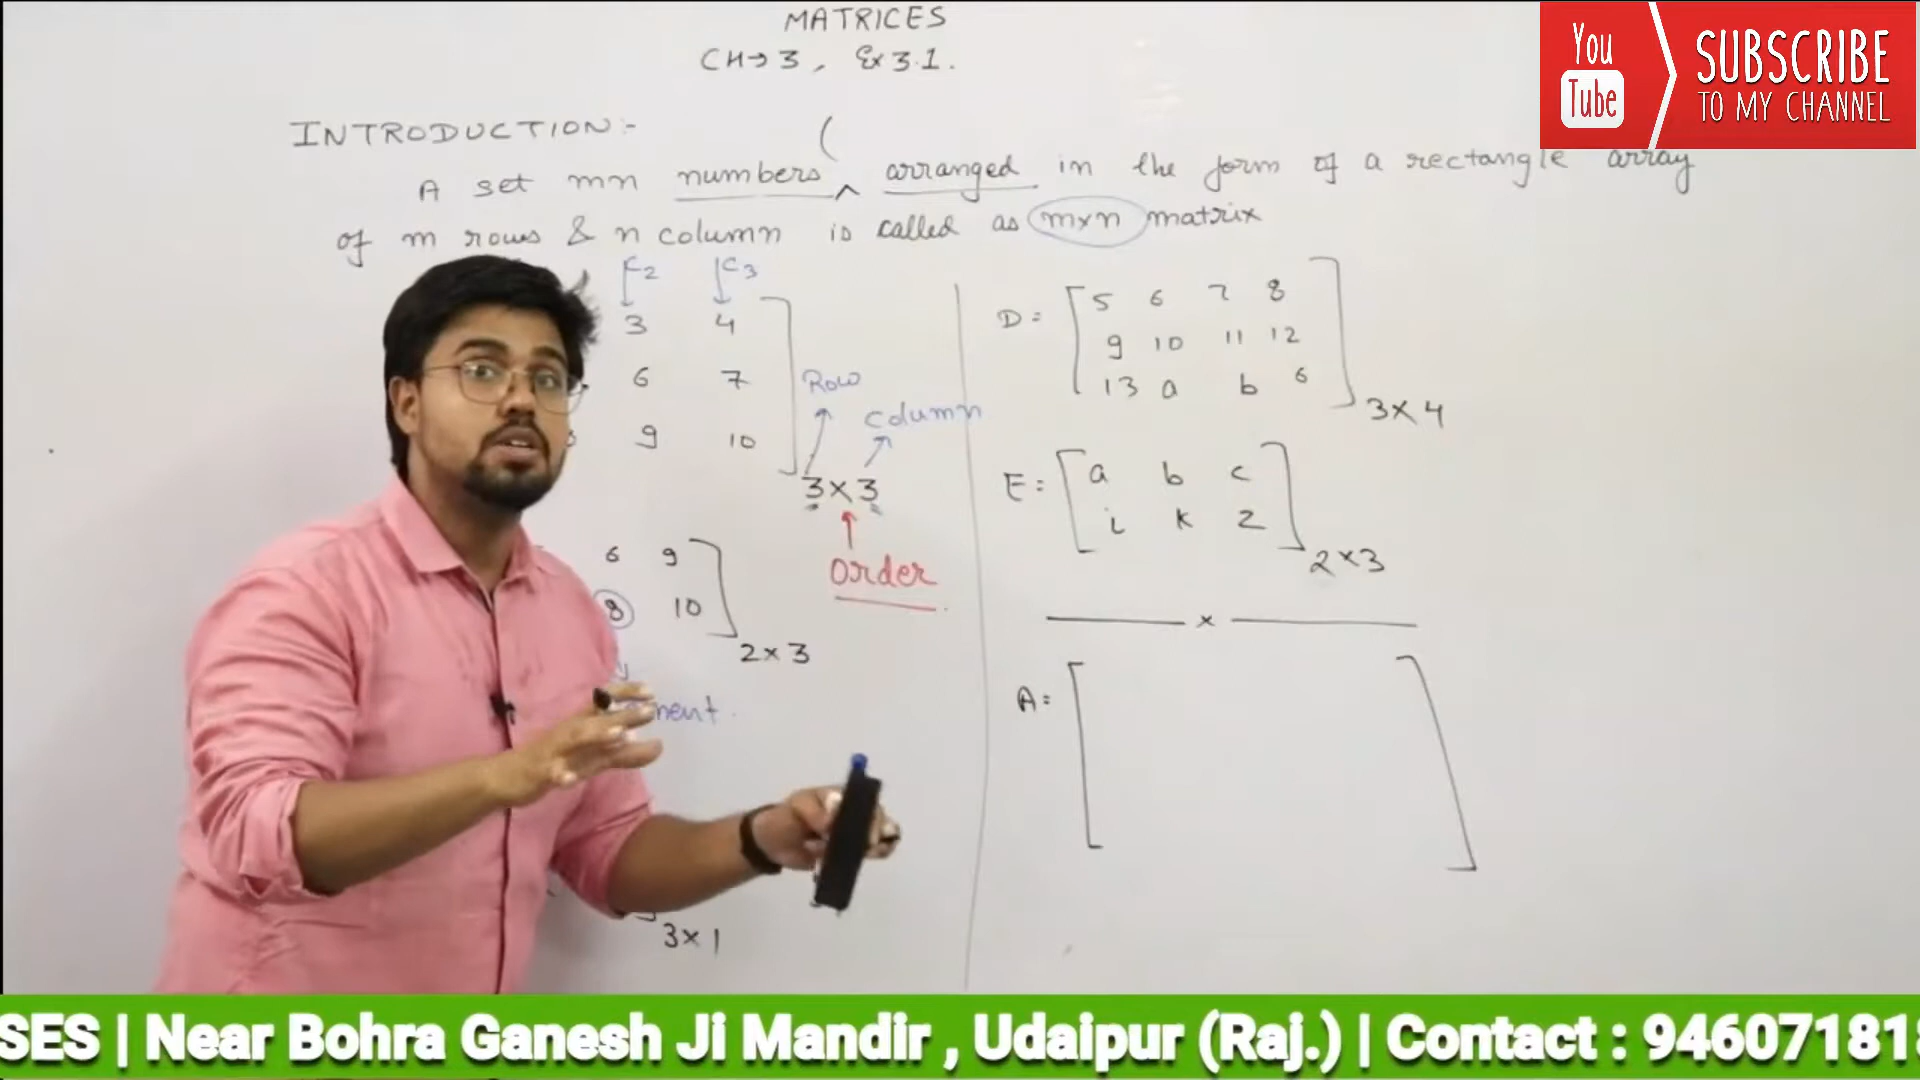 MATRICES
CH→3, Ex 3.1.
You Tube
SUBSCRIBE
TO MY CHANNEL
INTRODUCTION:-
(
A set mn numbers ^ arranged in the form of a rectangle array
of m rows & n column is called as m×n matrix
C2 C3
3 4
6 7
9 10
3×3
Row
column
Order
6 9
8 10
2×3
3×1
D = [5 6 7 8
9 10 11 12
13 a b 6] 3×4
E = [a b c
i k z] 2×3
——— × ———
A = [ ]
SES | Near Bohra Ganesh Ji Mandir , Udaipur (Raj.) | Contact : 94607181